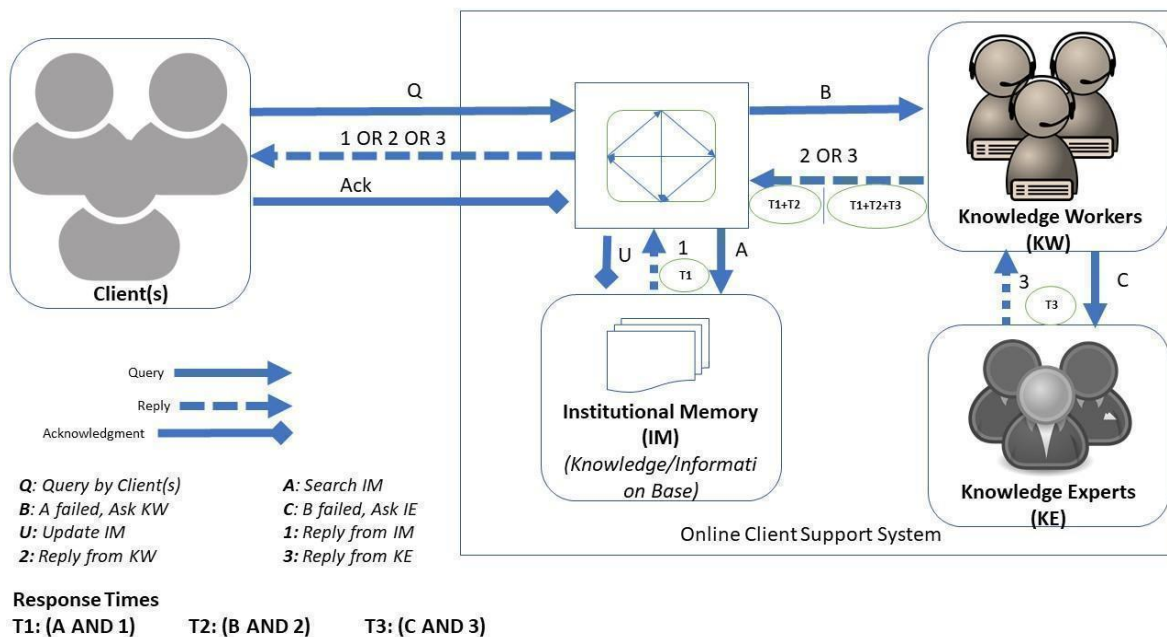 Q
B
1 OR 2 OR 3
2 OR 3
Ack
T1+T2
T1+T2+T3
Knowledge Workers
(KW)
Client(s)
U
1
A
T1
3
C
T3
Query
Reply
Acknowledgment
Institutional Memory
(IM)
(Knowledge/Informati
on Base)
Knowledge Experts
(KE)
Online Client Support System
Q: Query by Client(s)
A: Search IM
B: A failed, Ask KW
C: B failed, Ask IE
U: Update IM
1: Reply from IM
2: Reply from KW
3: Reply from KE
Response Times
T1: (A AND 1) T2: (B AND 2) T3: (C AND 3)